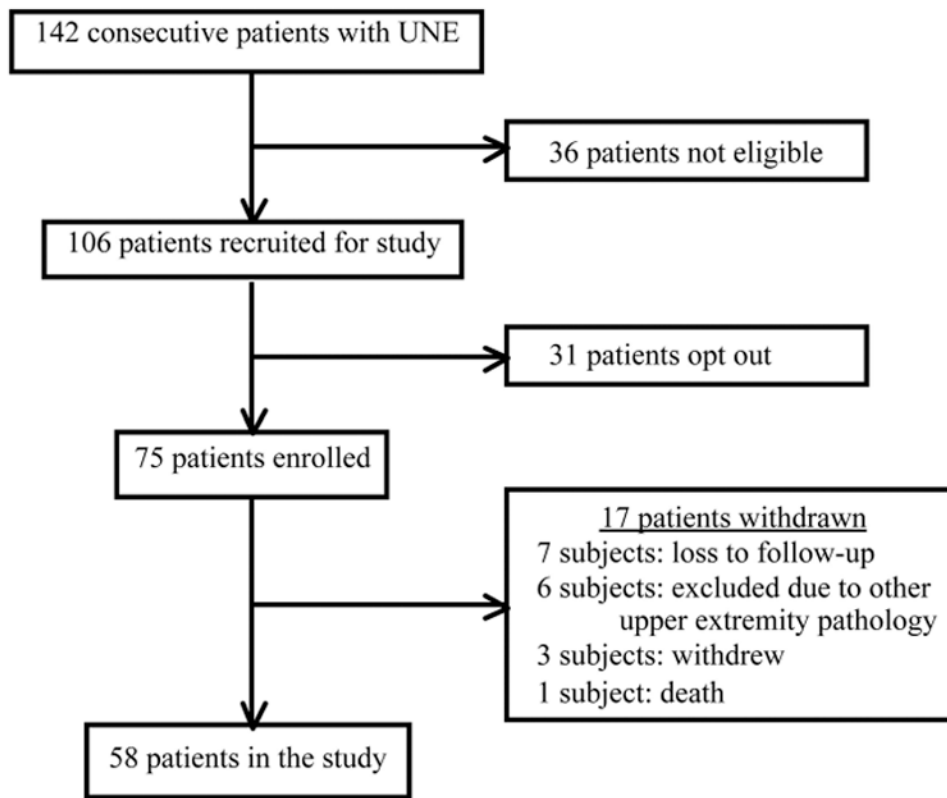 142 consecutive patients with UNE
36 patients not eligible
106 patients recruited for study
31 patients opt out
75 patients enrolled
17 patients withdrawn
7 subjects: loss to follow-up
6 subjects: excluded due to other
upper extremity pathology
3 subjects: withdrew
1 subject: death
58 patients in the study